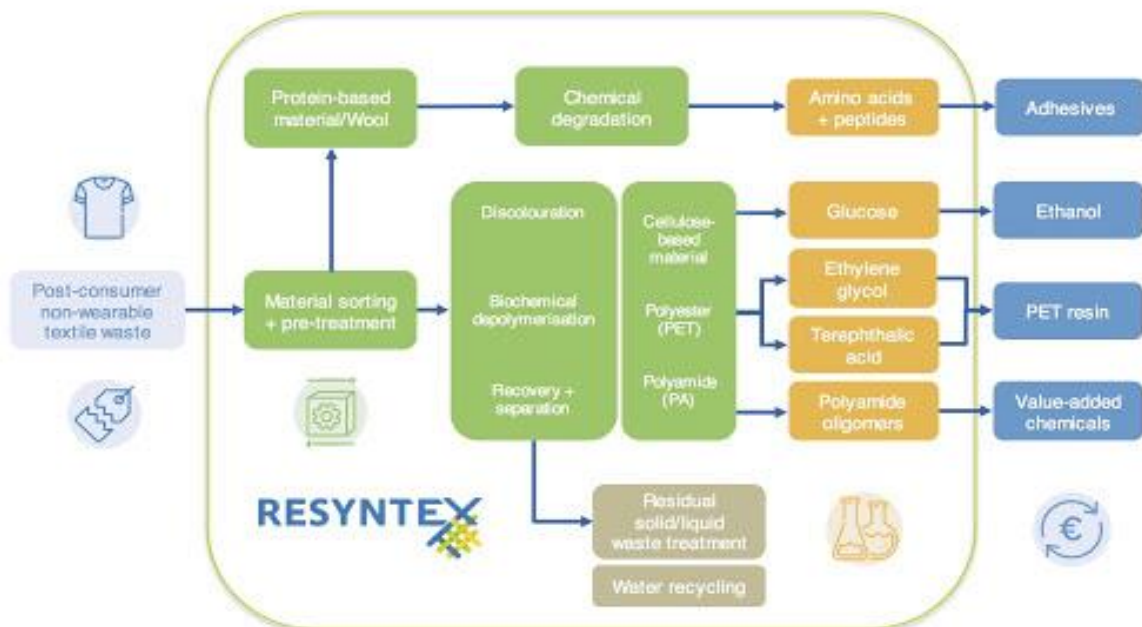 Protein-based
material/Wool
Chemical
degradation
Amino acids
+ peptides
Adhesives
Discolouration
Cellulose-
based
material
Glucose
Ethanol
Post-consumer
non-wearable
textile waste
Material sorting
+ pre-treatment
Biochemical
depolymerisation
Polyester
(PET)
Ethylene
glycol
Terephthalic
acid
PET resin
Recovery +
separation
Polyamide
(PA)
Polyamide
oligomers
Value-added
chemicals
RESYNTEX
Residual
solid/liquid
waste treatment
Water recycling
€